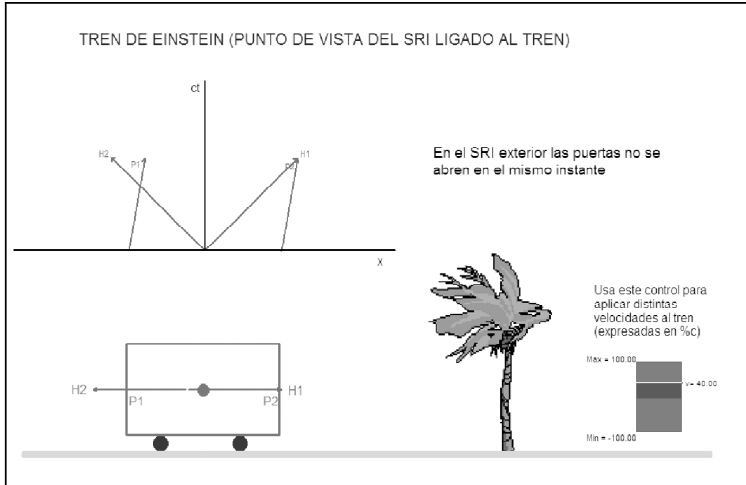 TREN DE EINSTEIN (PUNTO DE VISTA DEL SRI LIGADO AL TREN)
ct
H2
P1
H1
P2
En el SRI exterior las puertas no se
abren en el mismo instante
X
Usa este control para
aplicar distintas
velocidades al tren
(expresadas en %c)
Máx = 100.00
v= 40.00
Mín = -100.00
H2
P1
P2
H1